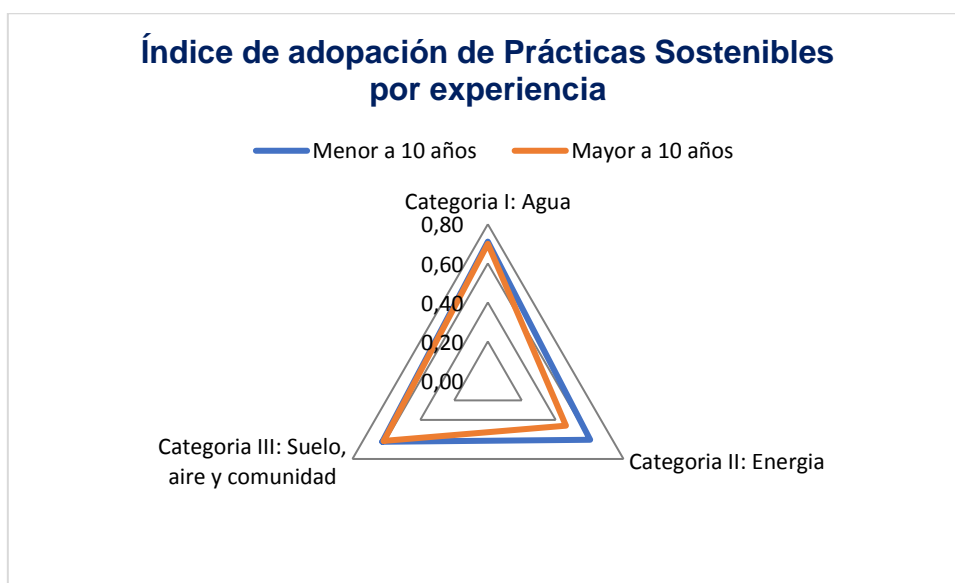 Índice de adopación de Prácticas Sostenibles
por experiencia
Menor a 10 años
Mayor a 10 años
Categoria I: Agua
0,80
0,60
0,40
0,20
0,00
Categoria III: Suelo,
aire y comunidad
Categoria II: Energia